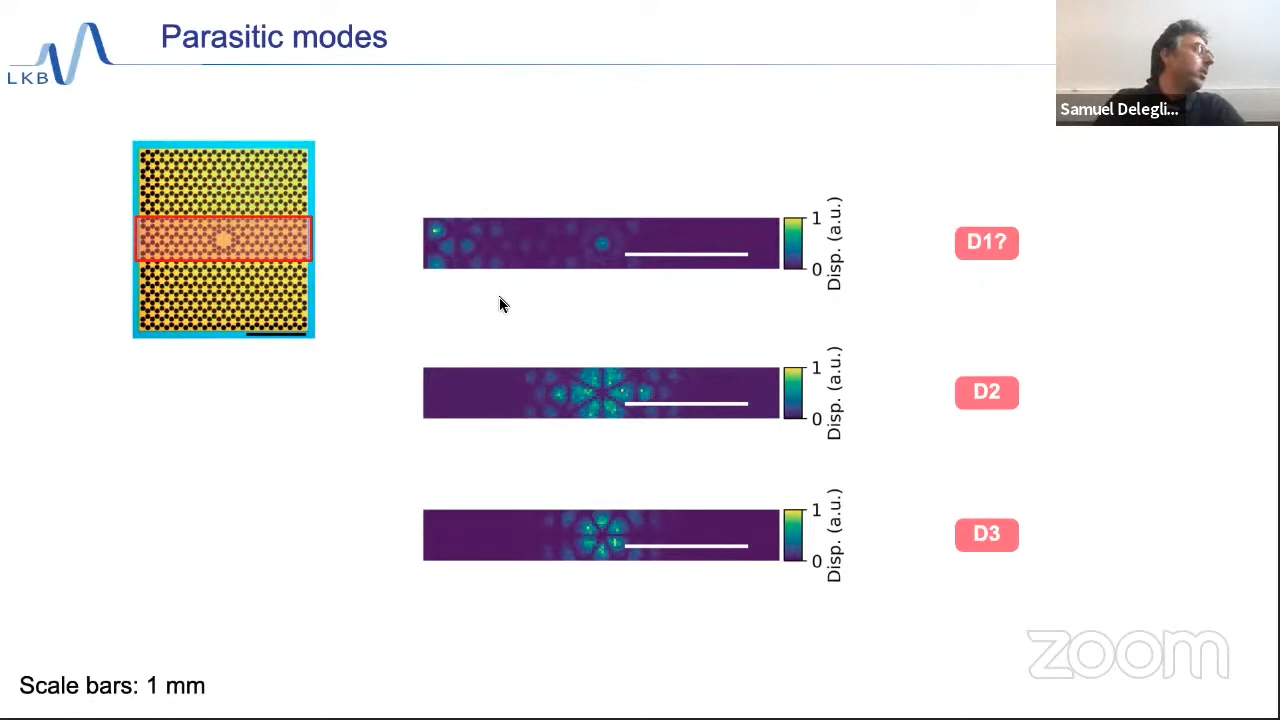 Parasitic modes
LKB
Samuel Delegli...
1
0
Disp. (a.u.)
D1?
1
0
Disp. (a.u.)
D2
1
0
Disp. (a.u.)
D3
zoom
Scale bars: 1 mm